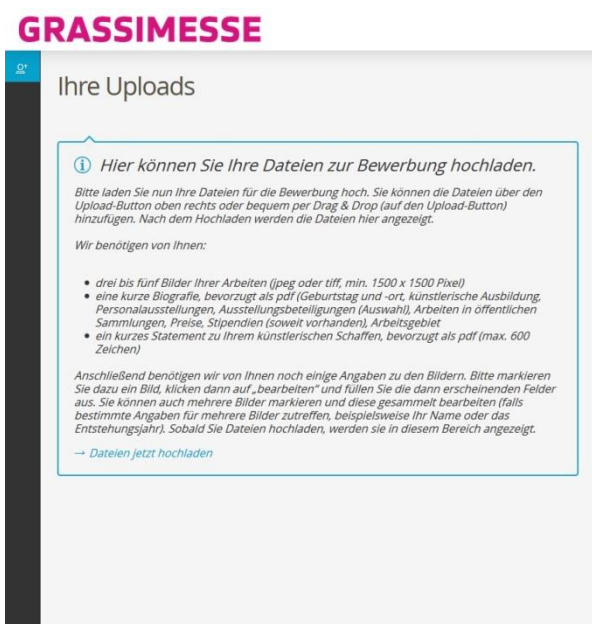 GRASSIMESSE
Ihre Uploads
Hier können Sie Ihre Dateien zur Bewerbung hochladen.
Bitte laden Sie nun Ihre Dateien für die Bewerbung hoch. Sie können die Dateien über den
Upload-Button oben rechts oder bequem per Drag & Drop (auf den Upload-Button)
hinzufügen. Nach dem Hochladen werden die Dateien hier angezeigt.
Wir benötigen von Ihnen:
• drei bis fünf Bilder Ihrer Arbeiten (jpeg oder tiff, min. 1500 x 1500 Pixel)
• eine kurze Biografie, bevorzugt als pdf (Geburtstag und -ort, künstlerische Ausbildung,
Personalausstellungen, Ausstellungsbeteiligungen (Auswahl), Arbeiten in öffentlichen
Sammlungen, Preise, Stipendien (soweit vorhanden), Arbeitsgebiet
• ein kurzes Statement zu Ihrem künstlerischen Schaffen, bevorzugt als pdf (max. 600
Zeichen)
Anschließend benötigen wir von Ihnen noch einige Angaben zu den Bildern. Bitte markieren
Sie dazu ein Bild, klicken dann auf „bearbeiten“ und füllen Sie die dann erscheinenden Felder
aus. Sie können auch mehrere Bilder markieren und diese gesammelt bearbeiten (falls
bestimmte Angaben für mehrere Bilder zutreffen, beispielsweise Ihr Name oder das
Entstehungsjahr). Sobald Sie Dateien hochladen, werden sie in diesem Bereich angezeigt.
→ Dateien jetzt hochladen